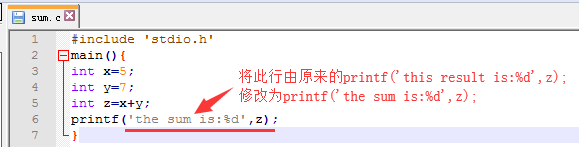 sum.c
1 #include 'stdio.h'
2 main(){
3 int x=5;
4 int y=7;
5 int z=x+y;
6 printf('the sum is:%d',z);
7 }
将此行由原来的printf('this result is:%d',z);
修改为printf('the sum is:%d',z);